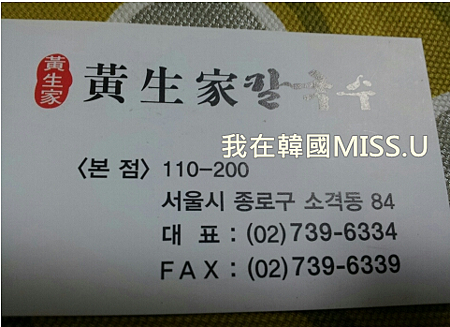 黃生家
黃生家칼국수
我在韓國MISS.U
〈본 점〉 110-200
서울시 종로구 소격동 84
대 표 : (02)739-6334
F A X : (02)739-6339